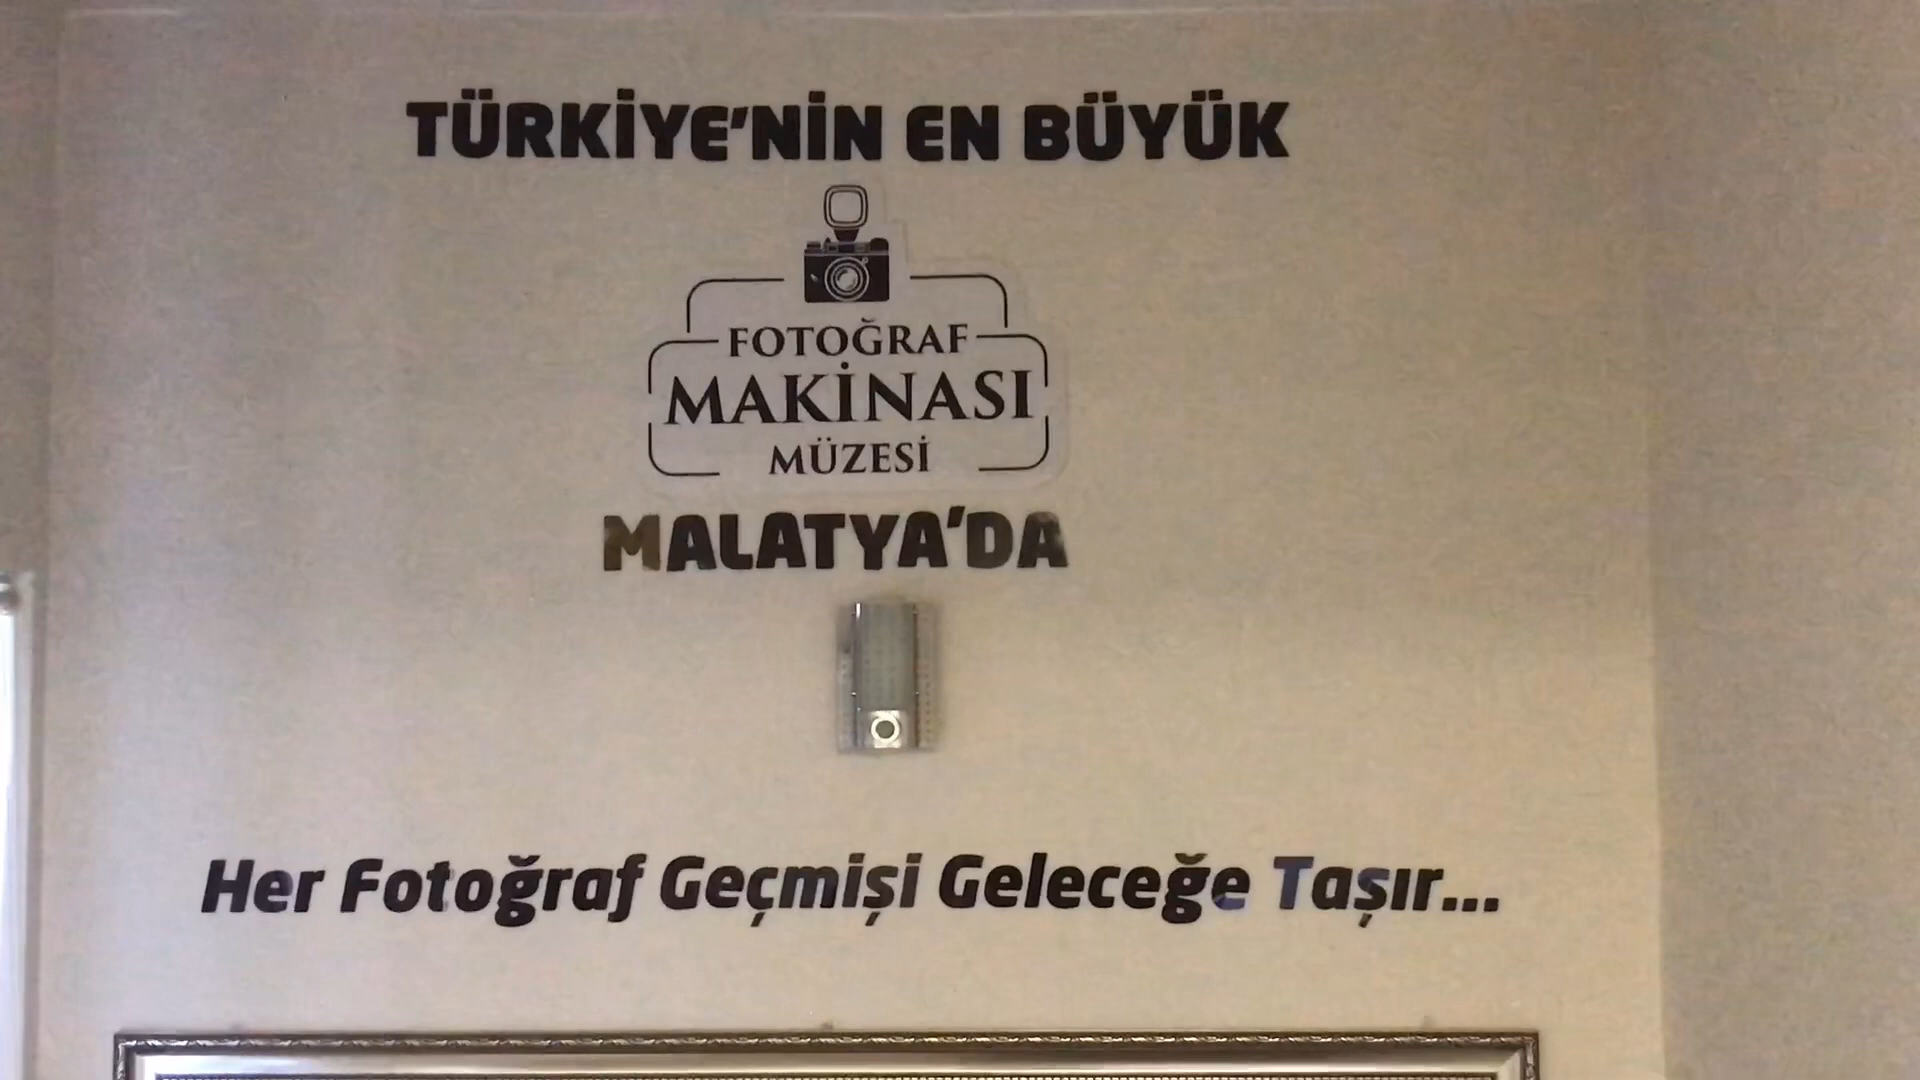 TÜRKİYE'NİN EN BÜYÜK
FOTOĞRAF
MAKİNASI
MÜZESİ
MALATYA'DA
Her Fotoğraf Geçmişi Geleceğe Taşır...